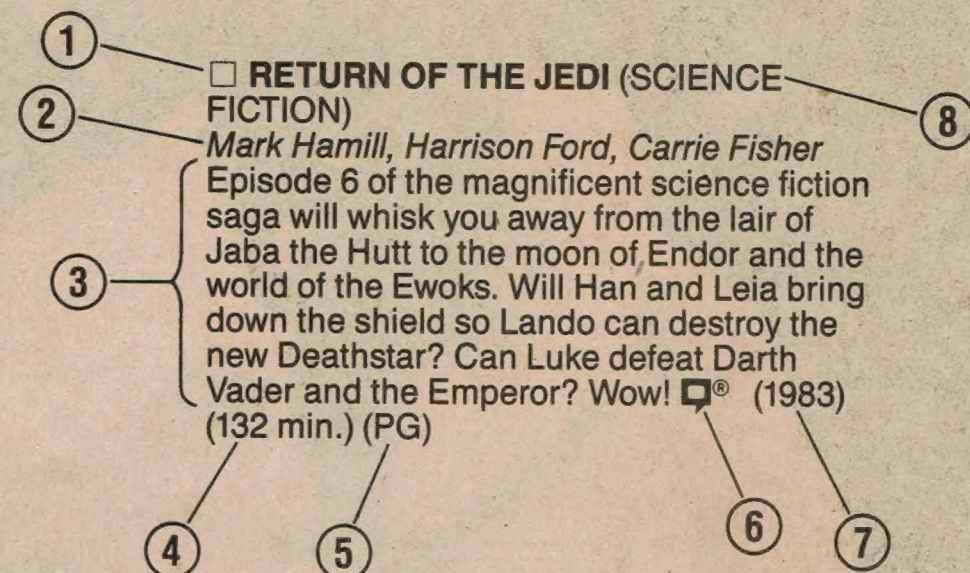 1
☐ RETURN OF THE JEDI (SCIENCE
8
FICTION)
2
Mark Hamill, Harrison Ford, Carrie Fisher
Episode 6 of the magnificent science fiction
saga will whisk you away from the lair of
Jaba the Hutt to the moon of Endor and the
3
world of the Ewoks. Will Han and Leia bring
down the shield so Lando can destroy the
new Deathstar? Can Luke defeat Darth
Vader and the Emperor? Wow! ® (1983)
(132 min.) (PG)
4
5
6
7